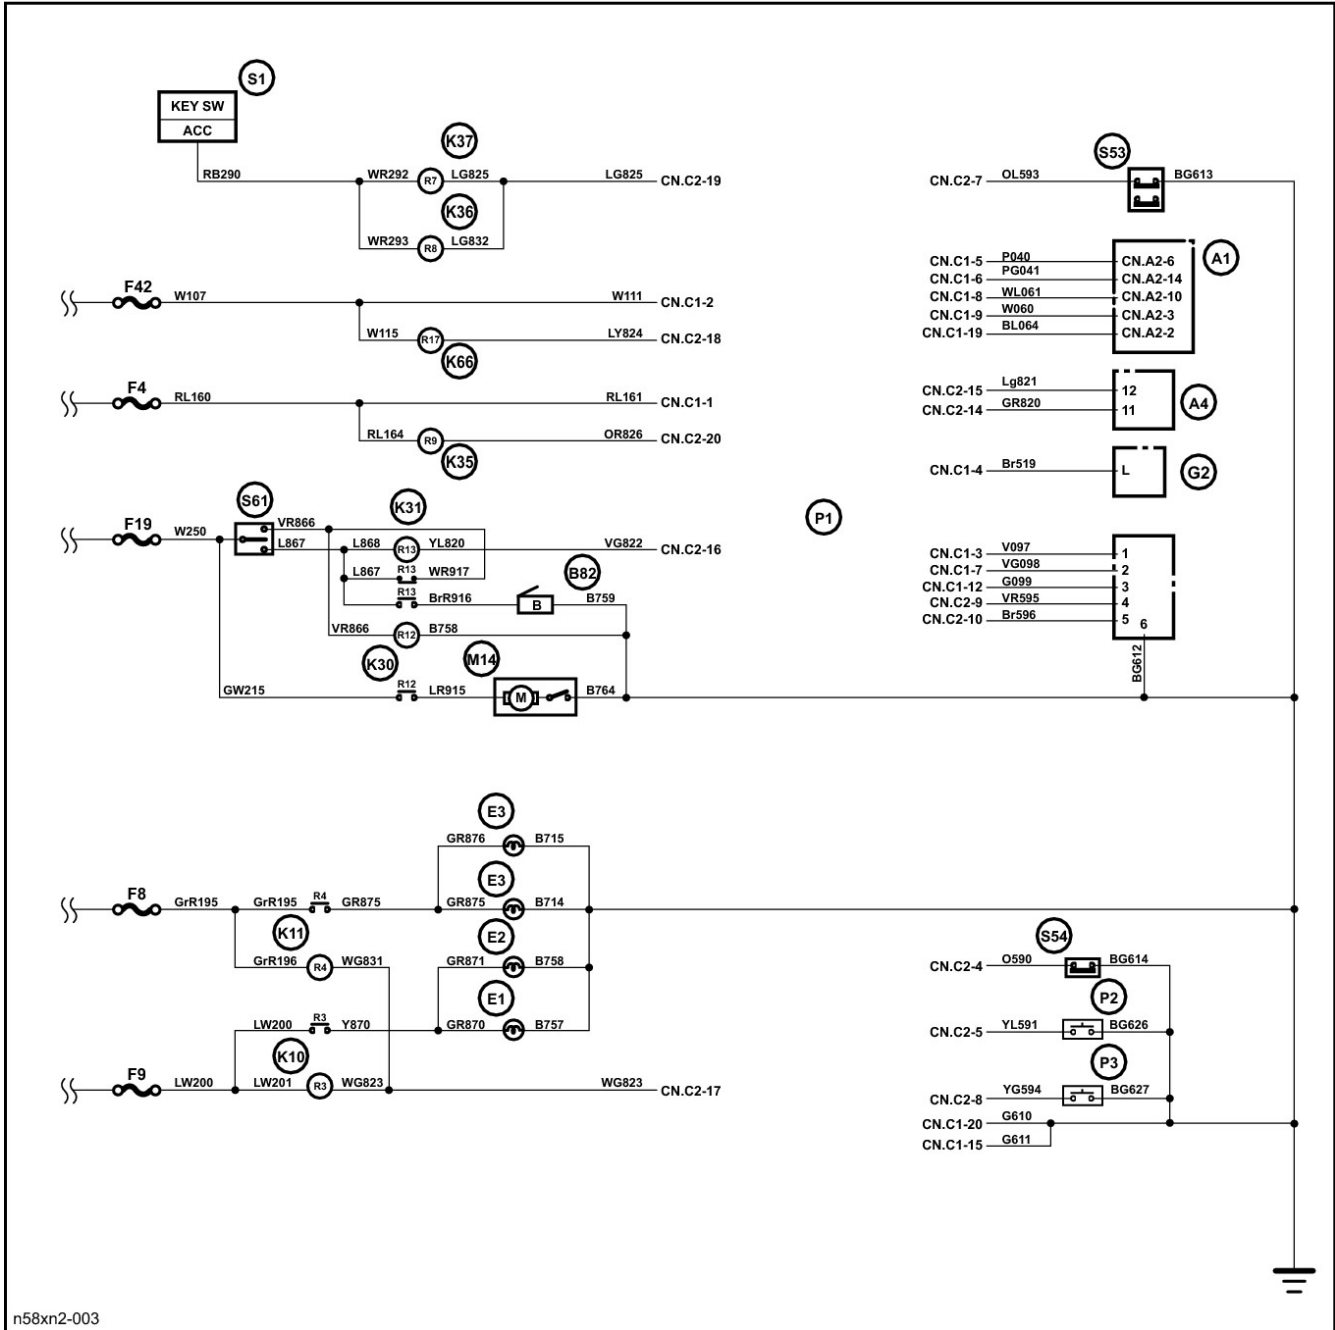 S1
KEY SW
ACC
K37
S53
RB290 WR292 R7 LG825 LG825 CN.C2-19
CN.C2-7 OL593 BG613
K36
WR293 R8 LG832
A1
CN.C1-5 P040 CN.A2-6
CN.C1-6 PG041 CN.A2-14
CN.C1-8 WL061 CN.A2-10
CN.C1-9 W060 CN.A2-3
CN.C1-19 BL064 CN.A2-2
F42
W107 W111 CN.C1-2
W115 R17 LY824 CN.C2-18
K66
F4
RL160 RL161 CN.C1-1
RL164 R9 OR826 CN.C2-20
K35
CN.C2-15 Lg821 12
CN.C2-14 GR820 11
A4
CN.C1-4 Br519 L
G2
S61
K31
P1
F19
W250 VR866
L867 L868 R13 YL820 VG822 CN.C2-16
L867 R13 WR917
B82
R13 BrR916 B B759
VR866 R12 B758
K30
M14
GW215 R12 LR915 M B764
CN.C1-3 V097 1
CN.C1-7 VG098 2
CN.C1-12 G099 3
CN.C2-9 VR595 4
CN.C2-10 Br596 5
6
BG612
E3
GR876 B715
E3
F8
GrR195 GrR195 R4 GR875 GR875 B714
K11
E2
GrR196 R4 WG831 GR871 B758
E1
LW200 R3 Y870 GR870 B757
K10
F9
LW200 LW201 R3 WG823 WG823 CN.C2-17
S54
CN.C2-4 O590 BG614
P2
CN.C2-5 YL591 BG626
P3
CN.C2-8 YG594 BG627
CN.C1-20 G610
CN.C1-15 G611
n58xn2-003